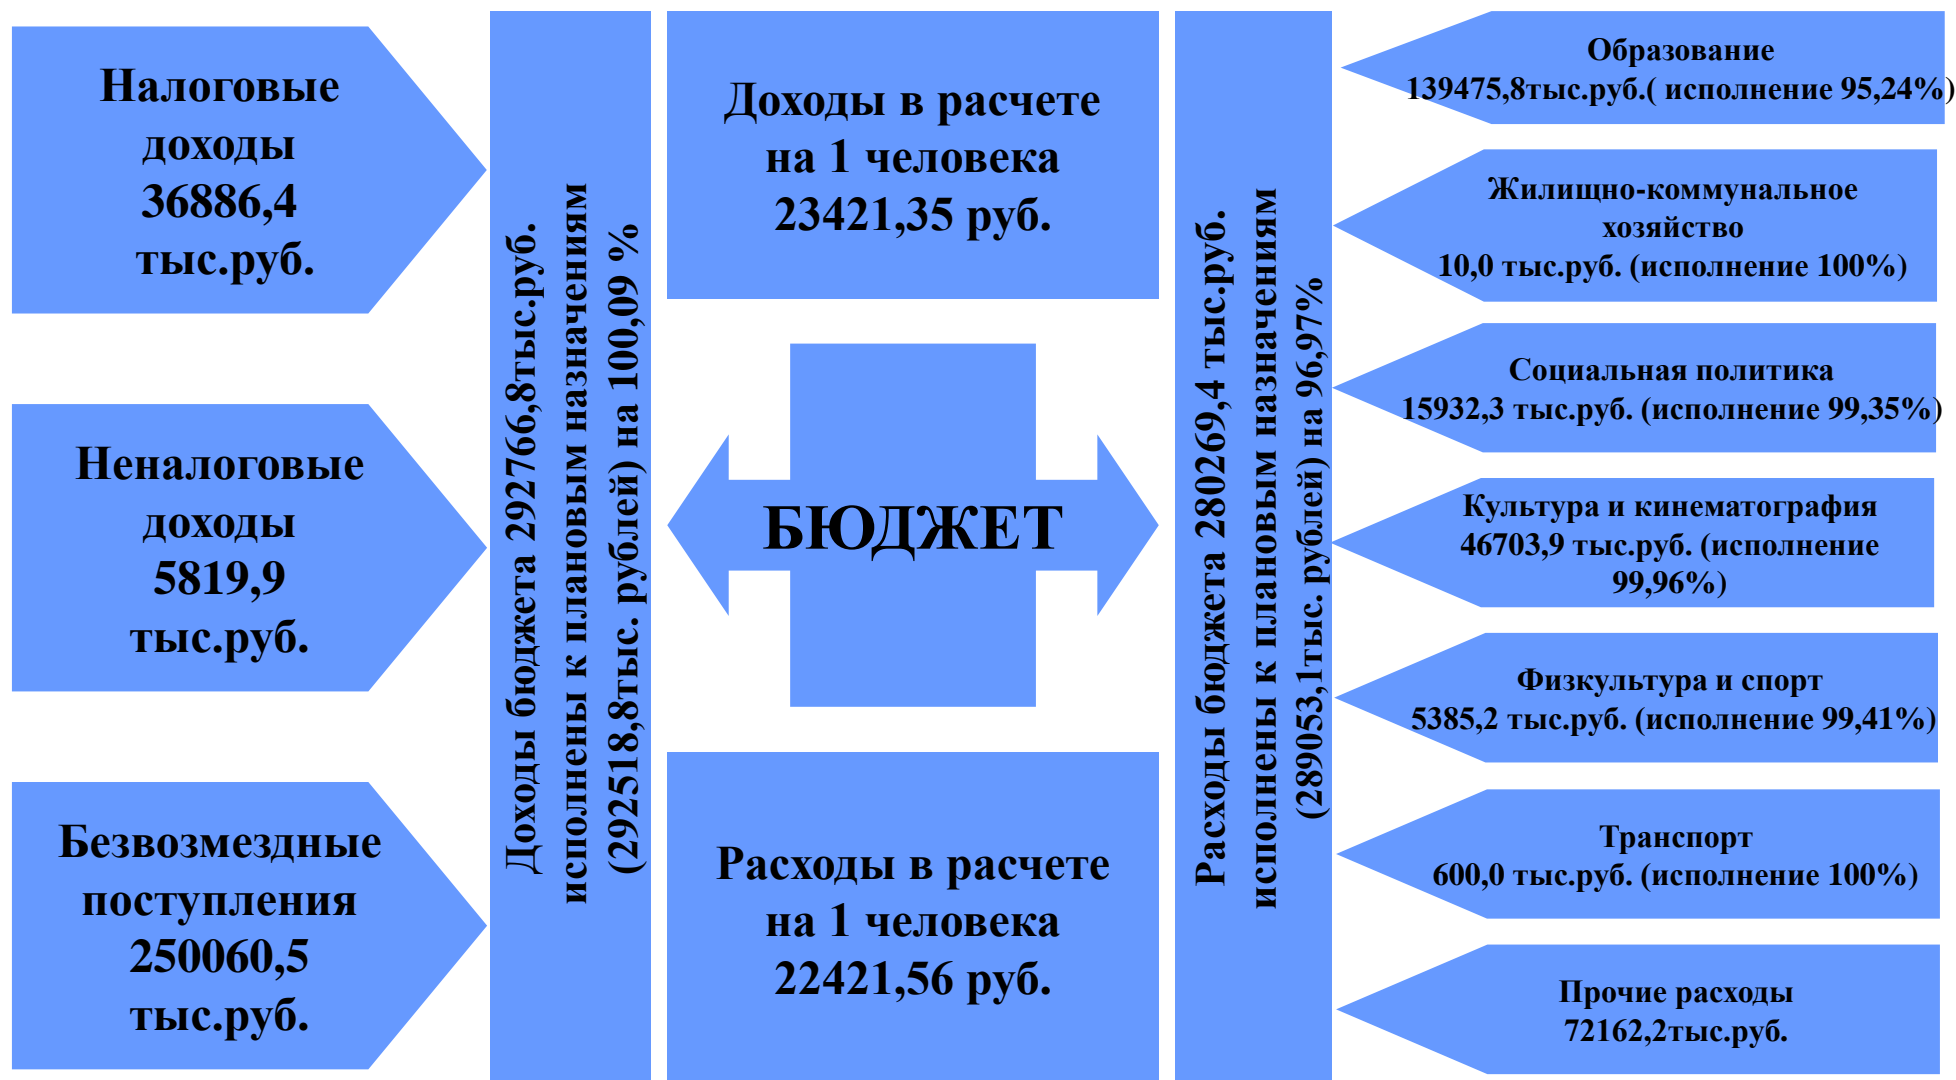 Налоговые
доходы
36886,4
тыс.руб.
Неналоговые
доходы
5819,9
тыс.руб.
Безвозмездные
поступления
250060,5
тыс.руб.
Доходы бюджета 292766,8тыс.руб.
исполнены к плановым назначениям
(292518,8тыс. рублей) на 100,09 %
Доходы в расчете
на 1 человека
23421,35 руб.
БЮДЖЕТ
Расходы в расчете
на 1 человека
22421,56 руб.
Расходы бюджета 280269,4 тыс.руб.
исполнены к плановым назначениям
(289053,1тыс. рублей) на 96,97%
Образование
139475,8тыс.руб.( исполнение 95,24%)
Жилищно-коммунальное
хозяйство
10,0 тыс.руб. (исполнение 100%)
Социальная политика
15932,3 тыс.руб. (исполнение 99,35%)
Культура и кинематография
46703,9 тыс.руб. (исполнение
99,96%)
Физкультура и спорт
5385,2 тыс.руб. (исполнение 99,41%)
Транспорт
600,0 тыс.руб. (исполнение 100%)
Прочие расходы
72162,2тыс.руб.